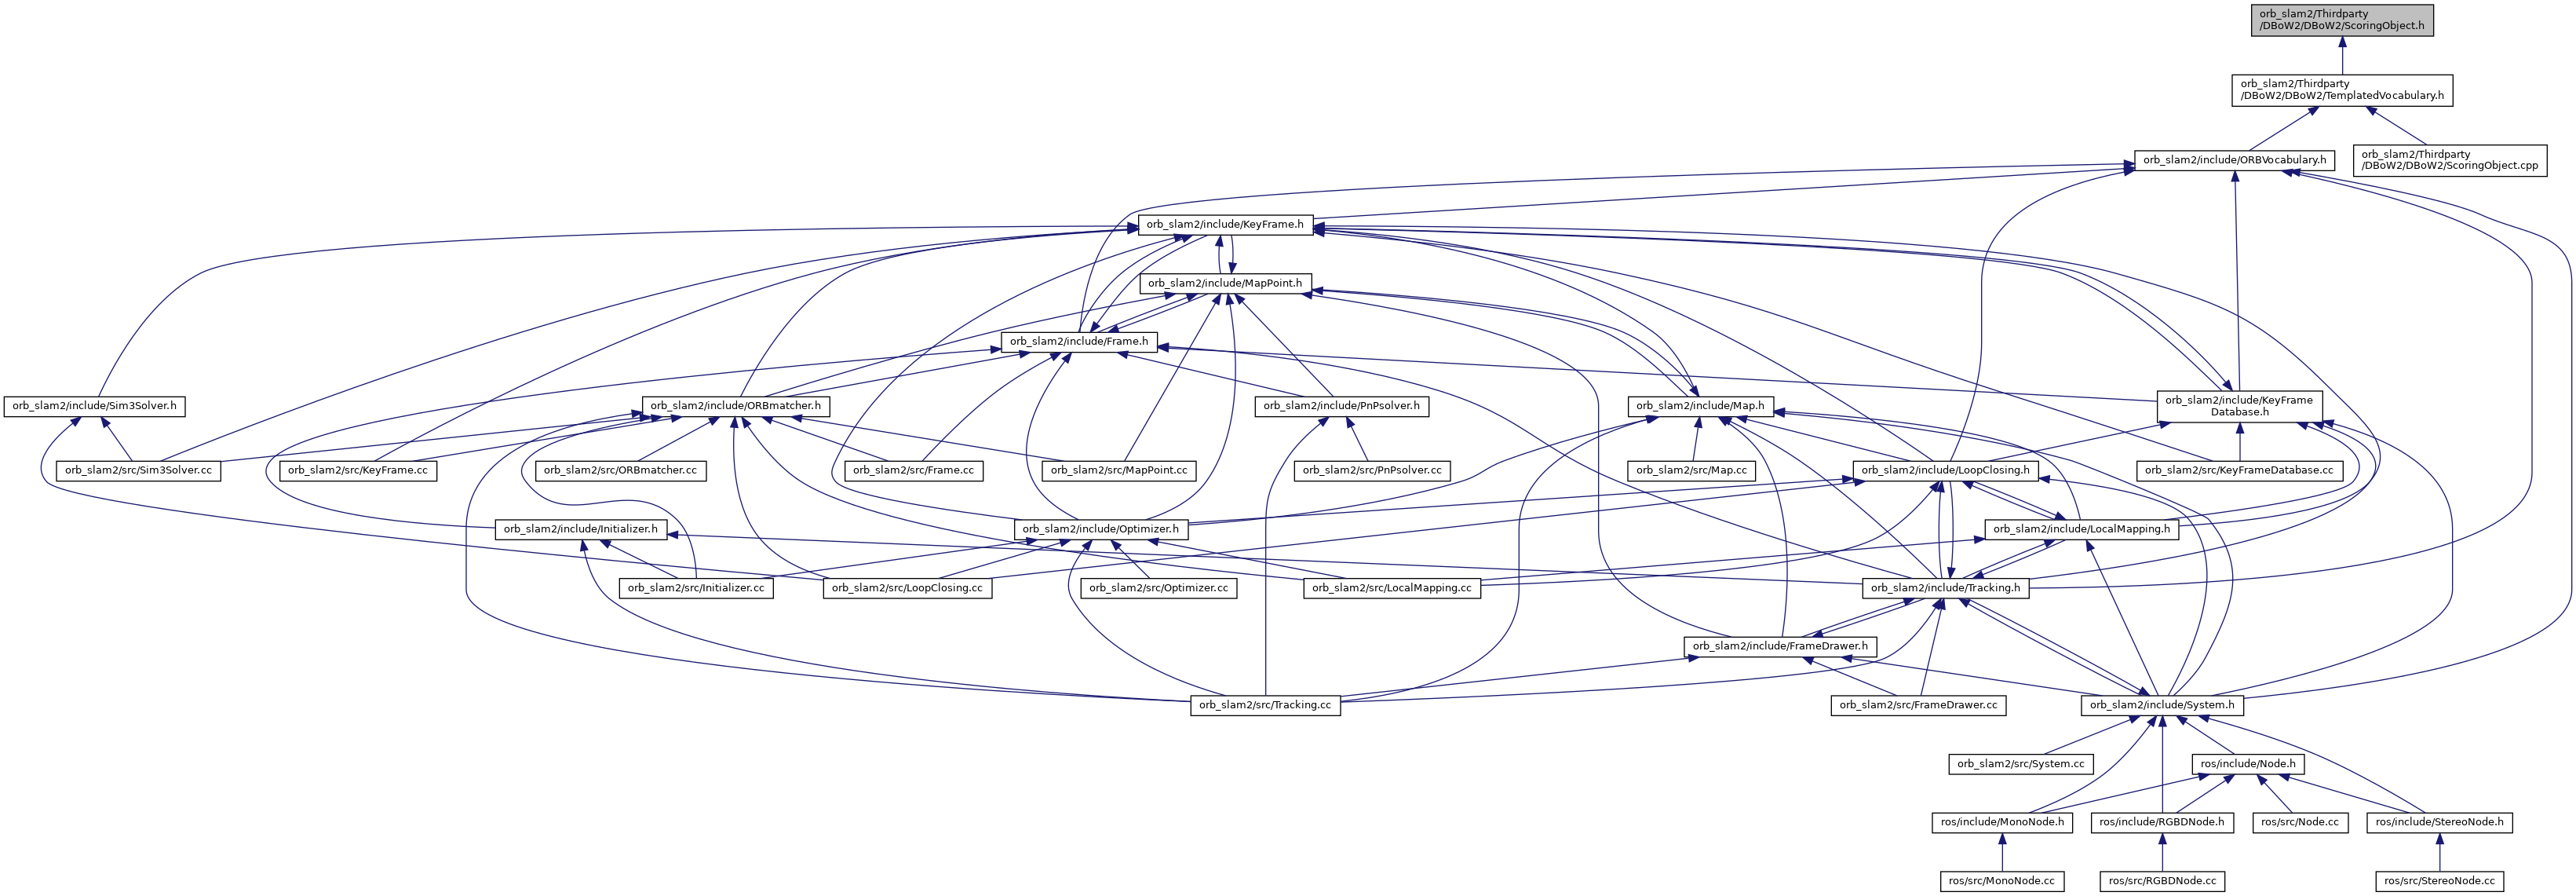 orb_slam2/Thirdparty
/DBoW2/DBoW2/ScoringObject.h
orb_slam2/Thirdparty
/DBoW2/DBoW2/TemplatedVocabulary.h
orb_slam2/include/ORBVocabulary.h
orb_slam2/Thirdparty
/DBoW2/DBoW2/ScoringObject.cpp
orb_slam2/include/KeyFrame.h
orb_slam2/include/MapPoint.h
orb_slam2/include/Frame.h
orb_slam2/include/Sim3Solver.h
orb_slam2/include/ORBmatcher.h
orb_slam2/include/PnPsolver.h
orb_slam2/include/Map.h
orb_slam2/include/KeyFrame
Database.h
orb_slam2/src/Sim3Solver.cc
orb_slam2/src/KeyFrame.cc
orb_slam2/src/ORBmatcher.cc
orb_slam2/src/Frame.cc
orb_slam2/src/MapPoint.cc
orb_slam2/src/PnPsolver.cc
orb_slam2/src/Map.cc
orb_slam2/include/LoopClosing.h
orb_slam2/src/KeyFrameDatabase.cc
orb_slam2/include/Initializer.h
orb_slam2/include/Optimizer.h
orb_slam2/include/LocalMapping.h
orb_slam2/src/Initializer.cc
orb_slam2/src/LoopClosing.cc
orb_slam2/src/Optimizer.cc
orb_slam2/src/LocalMapping.cc
orb_slam2/include/Tracking.h
orb_slam2/include/FrameDrawer.h
orb_slam2/src/Tracking.cc
orb_slam2/src/FrameDrawer.cc
orb_slam2/include/System.h
orb_slam2/src/System.cc
ros/include/Node.h
ros/include/MonoNode.h
ros/include/RGBDNode.h
ros/src/Node.cc
ros/include/StereoNode.h
ros/src/MonoNode.cc
ros/src/RGBDNode.cc
ros/src/StereoNode.cc